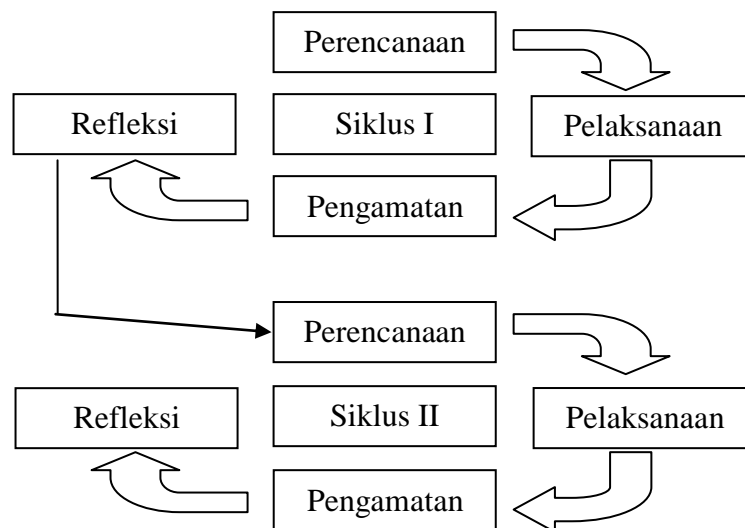 Perencanaan
Refleksi
Siklus I
Pelaksanaan
Pengamatan
Perencanaan
Refleksi
Siklus II
Pelaksanaan
Pengamatan